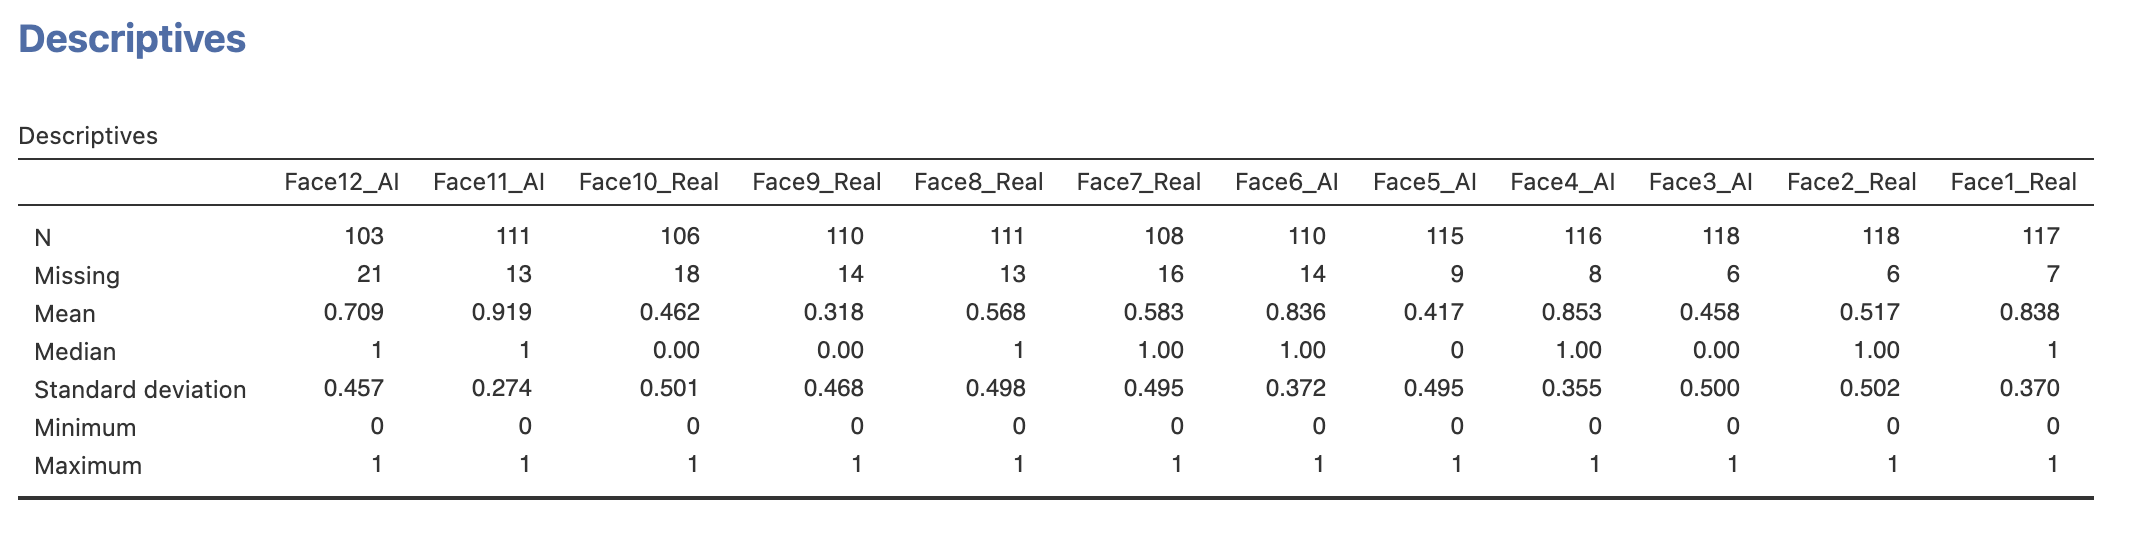 Descriptives
Descriptives
Face12_AI Face11_AI Face10_Real Face9_Real Face8_Real Face7_Real Face6_AI Face5_AI Face4_AI Face3_AI Face2_Real Face1_Real
N 103 111 106 110 111 108 110 115 116 118 118 117
Missing 21 13 18 14 13 16 14 9 8 6 6 7
Mean 0.709 0.919 0.462 0.318 0.568 0.583 0.836 0.417 0.853 0.458 0.517 0.838
Median 1 1 0.00 0.00 1 1.00 1.00 0 1.00 0.00 1.00 1
Standard deviation 0.457 0.274 0.501 0.468 0.498 0.495 0.372 0.495 0.355 0.500 0.502 0.370
Minimum 0 0 0 0 0 0 0 0 0 0 0 0
Maximum 1 1 1 1 1 1 1 1 1 1 1 1